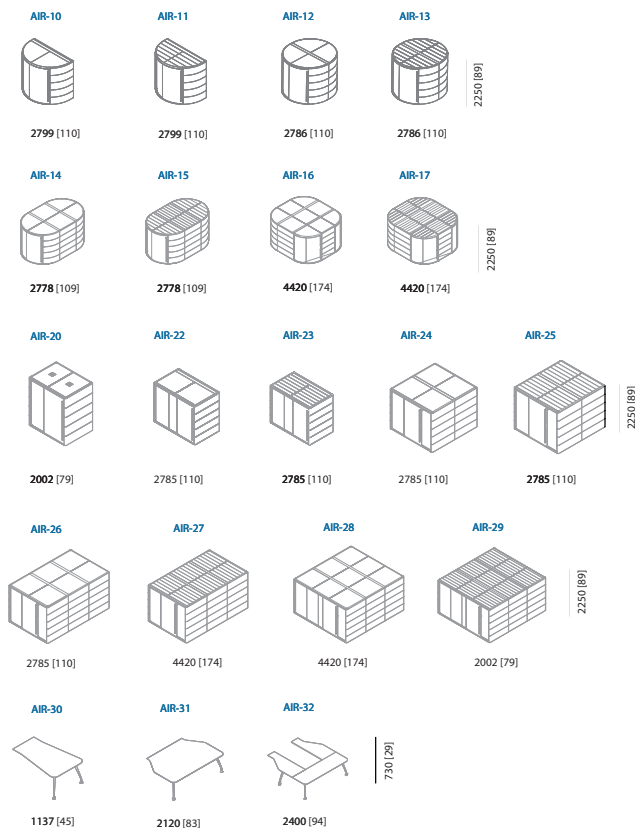 AIR-10 AIR-11 AIR-12 AIR-13
2250 [89]
2799 [110] 2799 [110] 2786 [110] 2786 [110]
AIR-14 AIR-15 AIR-16 AIR-17
2250 [89]
2778 [109] 2778 [109] 4420 [174] 4420 [174]
AIR-20 AIR-22 AIR-23 AIR-24 AIR-25
2250 [89]
2002 [79] 2785 [110] 2785 [110] 2785 [110] 2785 [110]
AIR-26 AIR-27 AIR-28 AIR-29
2250 [89]
2785 [110] 4420 [174] 4420 [174] 2002 [79]
AIR-30 AIR-31 AIR-32
730 [29]
1137 [45] 2120 [83] 2400 [94]